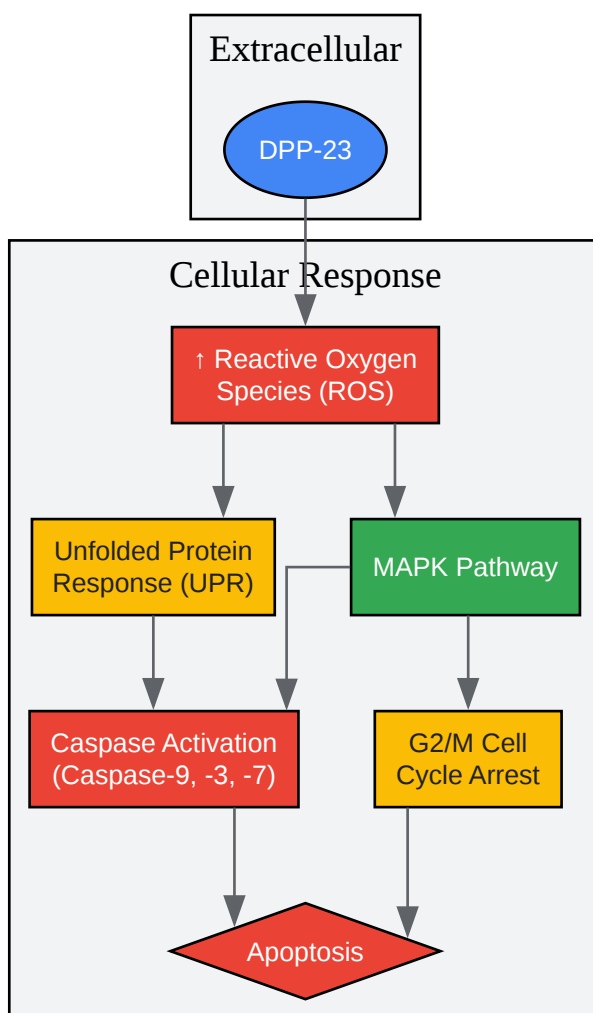 Extracellular
DPP-23
Cellular Response
↑ Reactive Oxygen
Species (ROS)
Unfolded Protein
Response (UPR)
MAPK Pathway
Caspase Activation
(Caspase-9, -3, -7)
G2/M Cell
Cycle Arrest
Apoptosis